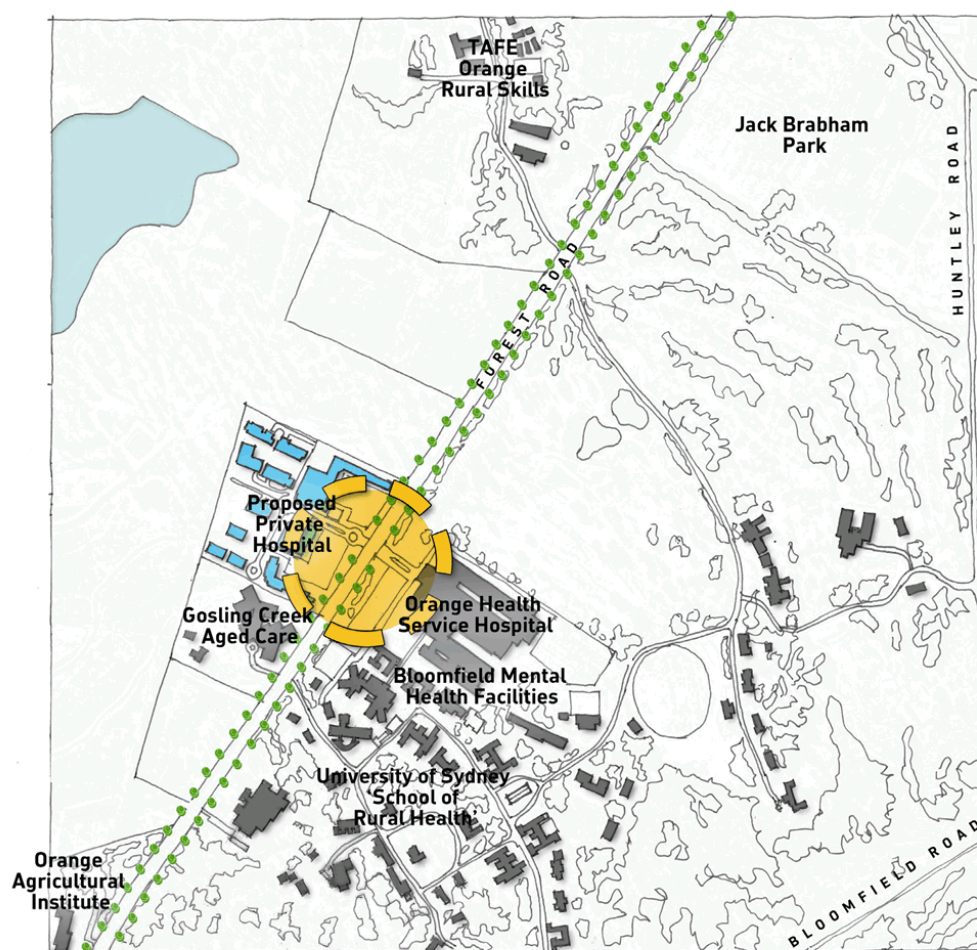 TAFE
Orange
Rural Skills
Jack Brabham
Park
HUNTLEY ROAD
FOREST ROAD
Proposed
Private
Hospital
Gosling Creek
Aged Care
Orange Health
Service Hospital
Bloomfield Mental
Health Facilities
University of Sydney
School of
Rural Health
Orange
Agricultural
Institute
BLOOMFIELD ROAD